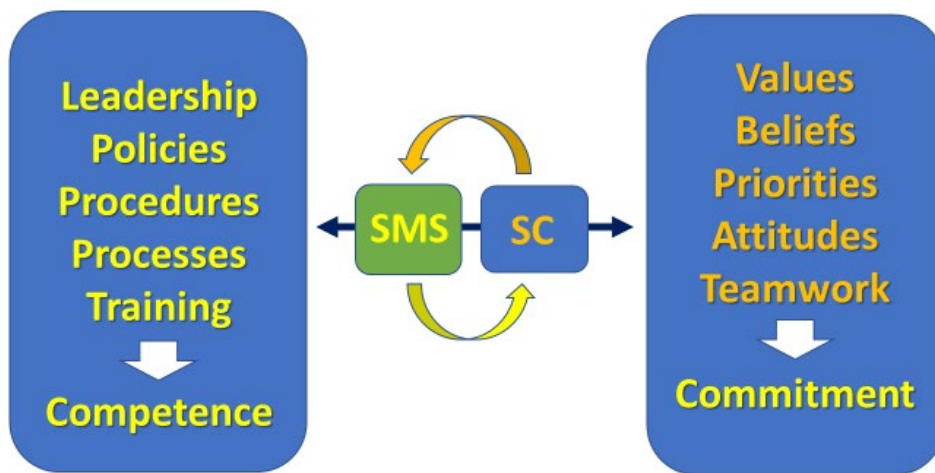 Leadership
Policies
Procedures
Processes
Training
Competence
SMS
SC
Values
Beliefs
Priorities
Attitudes
Teamwork
Commitment